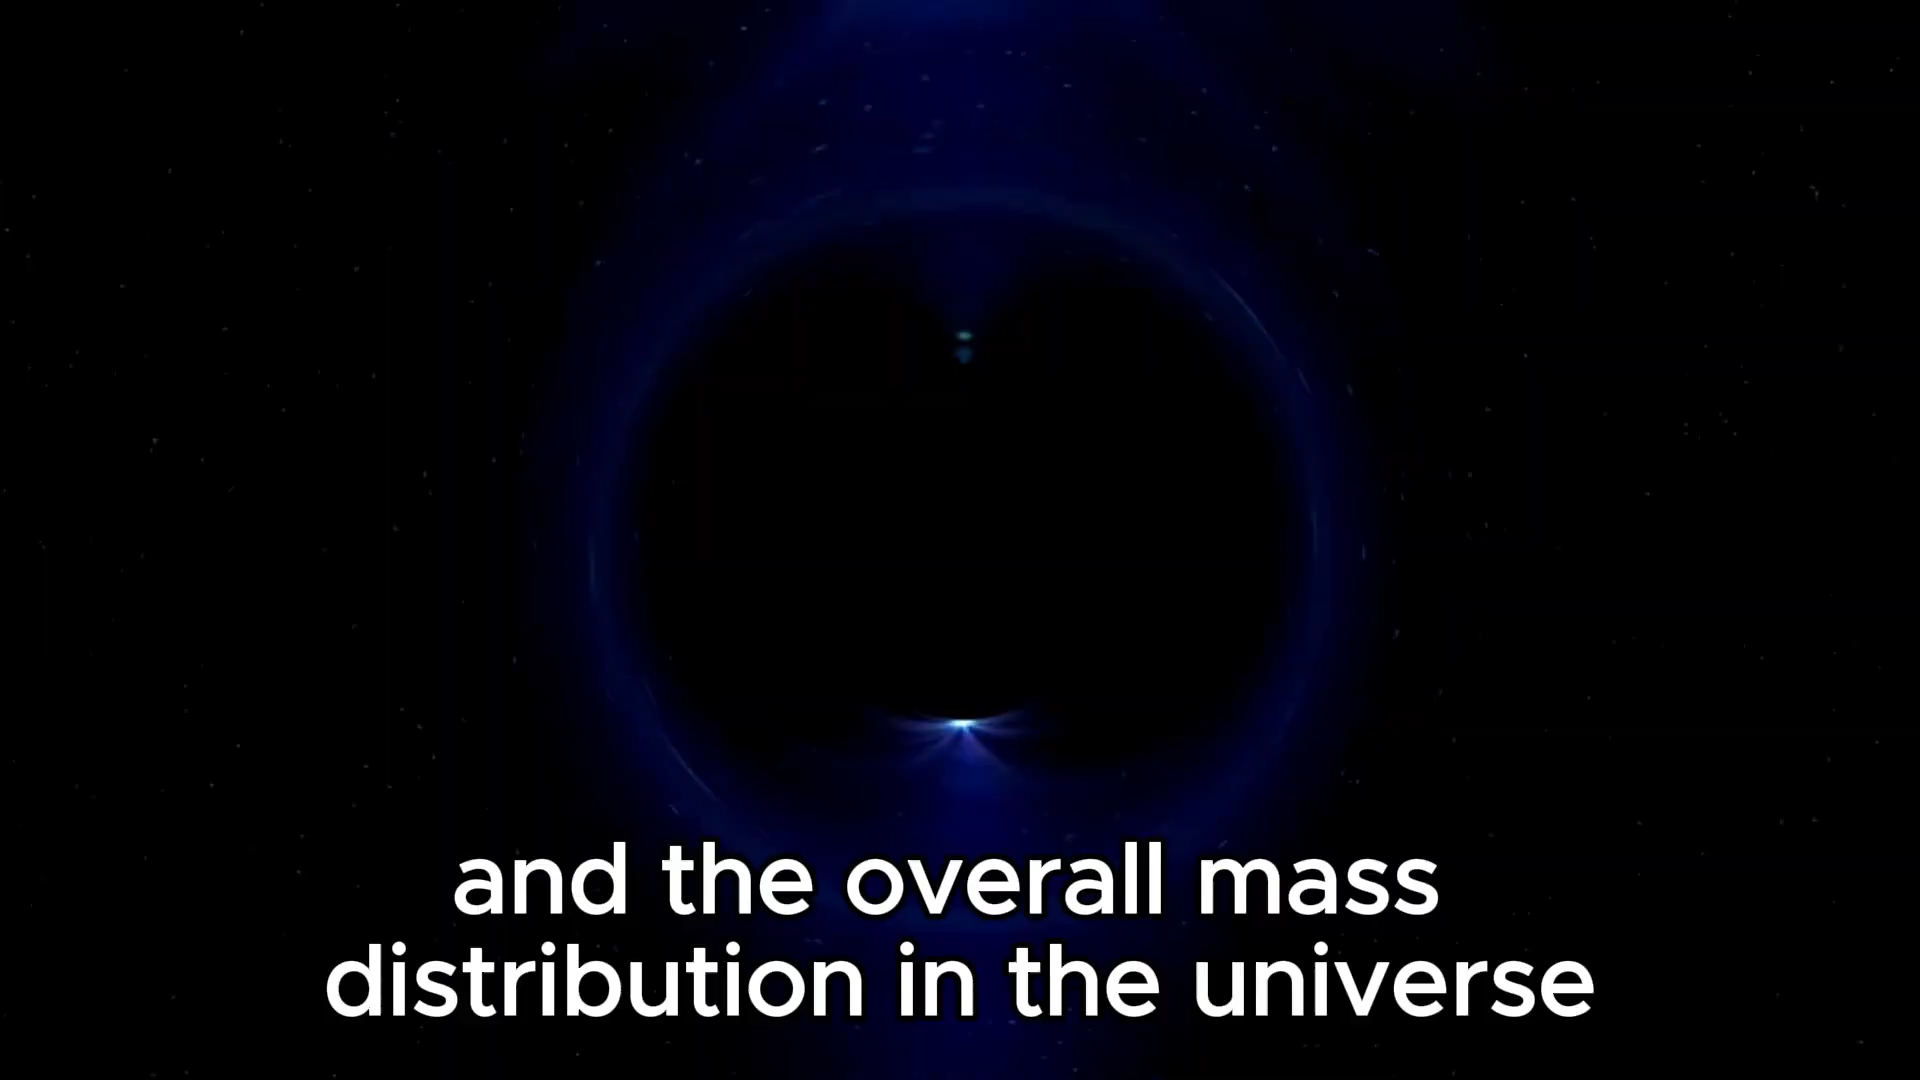 and the overall mass
distribution in the universe